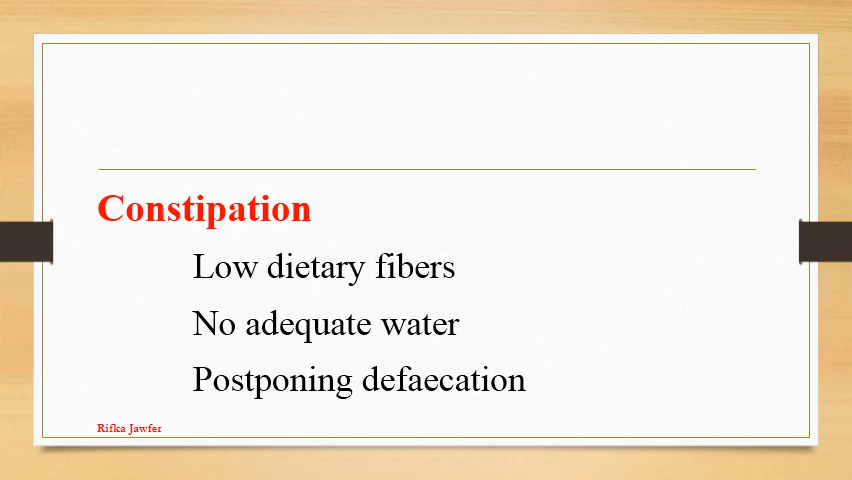 Constipation
Low dietary fibers
No adequate water
Postponing defaecation
Rifka Jawfer